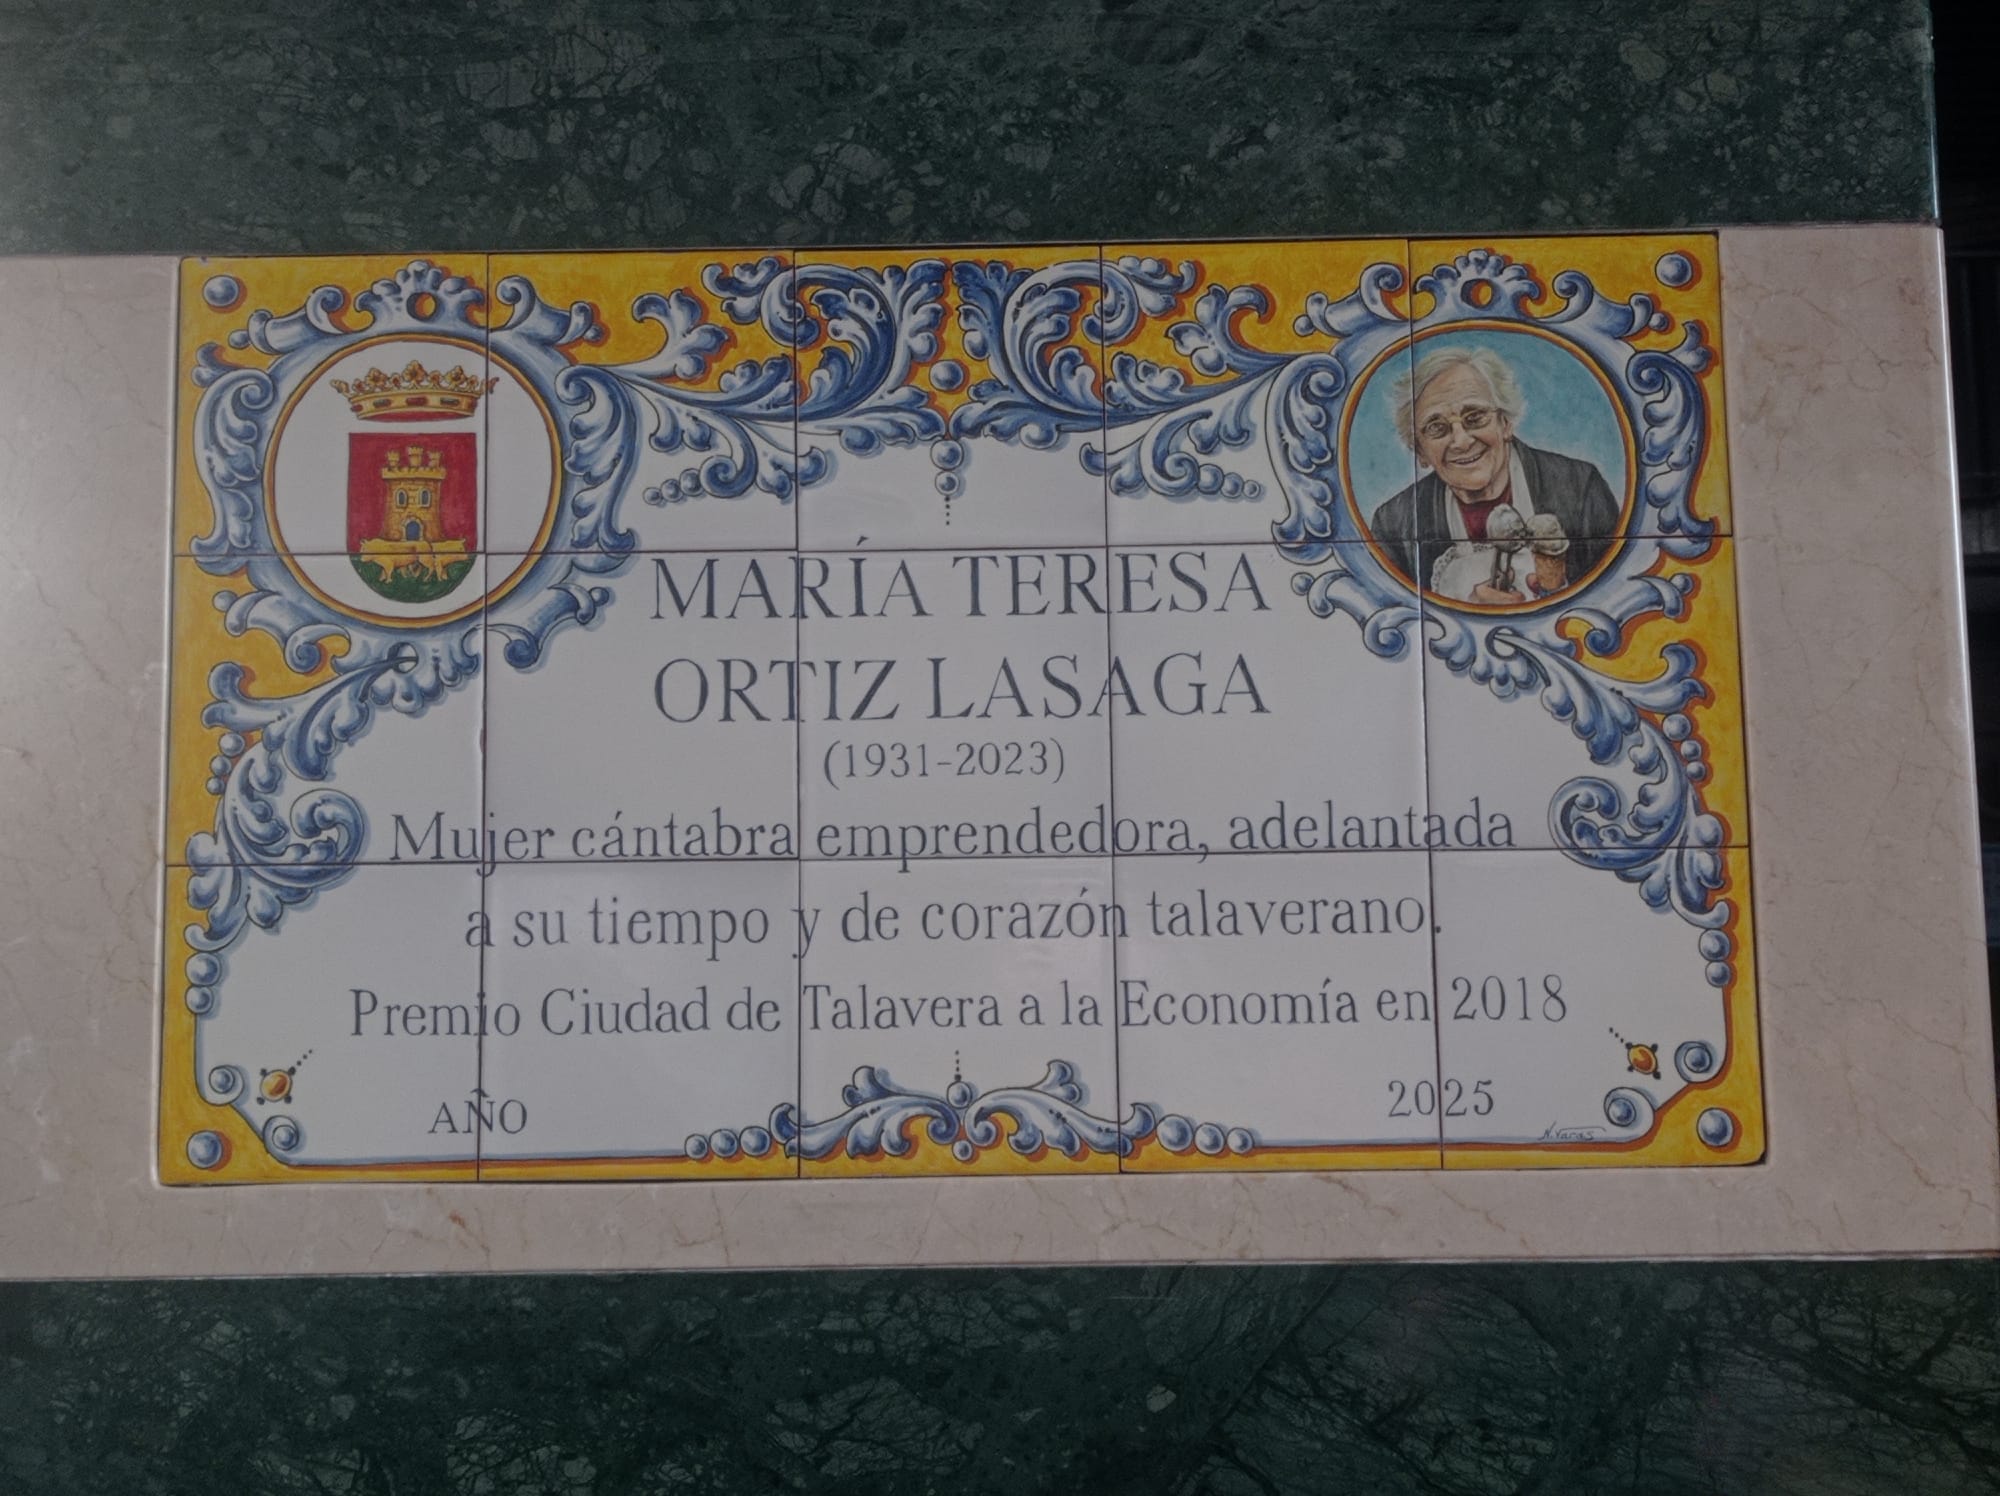 MARÍA TERESA
ORTIZ LASAGA
(1931-2023)
Mujer cántabra emprendedora, adelantada
a su tiempo y de corazón talaverano.
Premio Ciudad de Talavera a la Economía en 2018
AÑO 2025
N. Varas